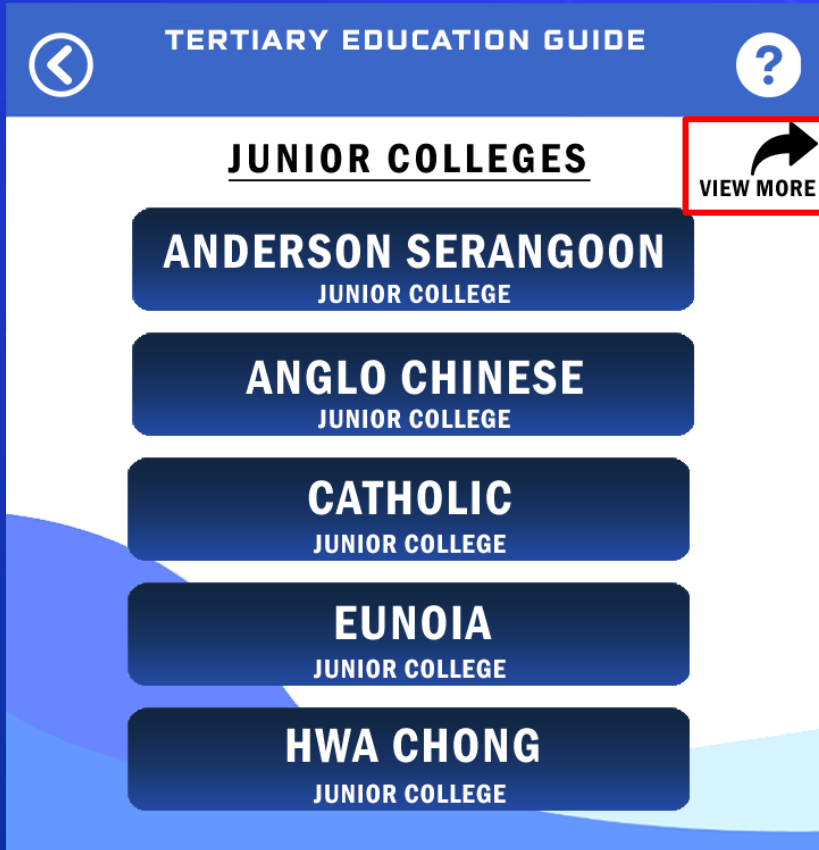 TERTIARY EDUCATION GUIDE
?
JUNIOR COLLEGES
VIEW MORE
ANDERSON SERANGOON
JUNIOR COLLEGE
ANGLO CHINESE
JUNIOR COLLEGE
CATHOLIC
JUNIOR COLLEGE
EUNOIA
JUNIOR COLLEGE
HWA CHONG
JUNIOR COLLEGE